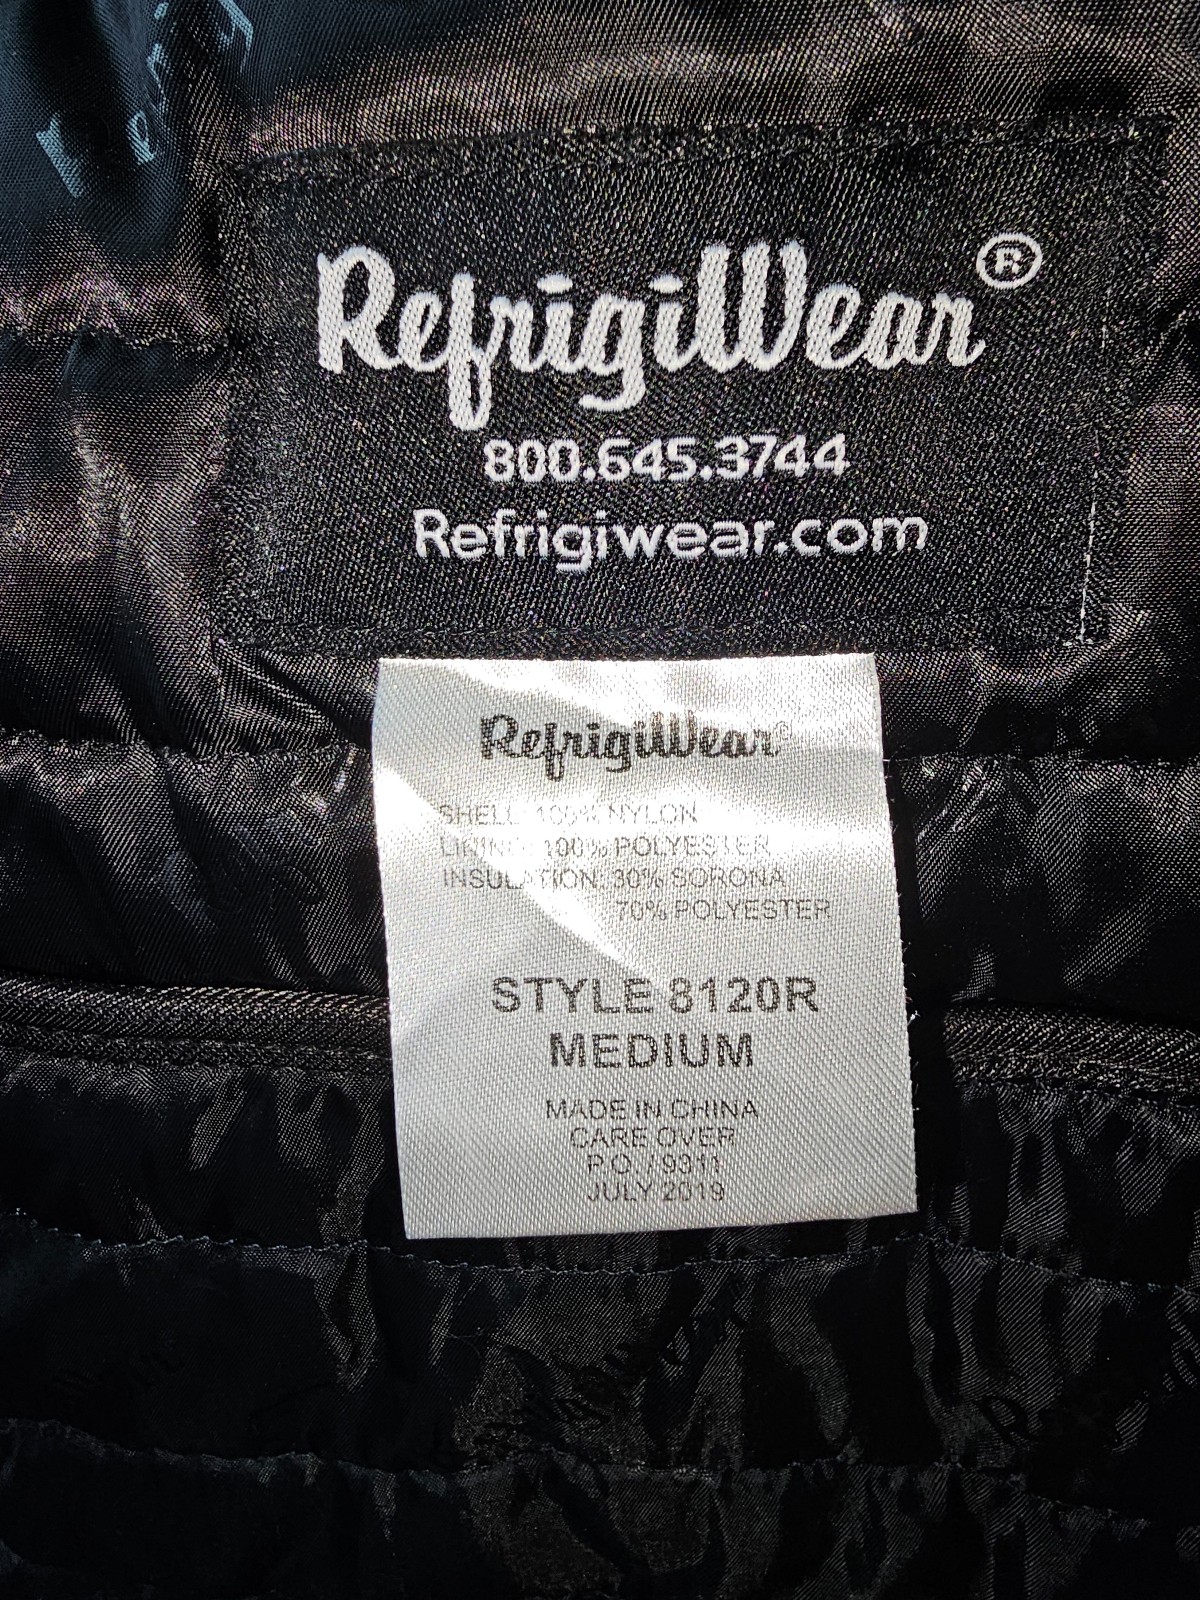 RefrigiWear®
800.645.3744
Refrigiwear.com
RefrigiWear®
SHELL: 100% NYLON
LINING: 100% POLYESTER
INSULATION: 30% SORONA
70% POLYESTER
STYLE 8120R
MEDIUM
MADE IN CHINA
CARE OVER
P.O. / 9311
JULY 2019